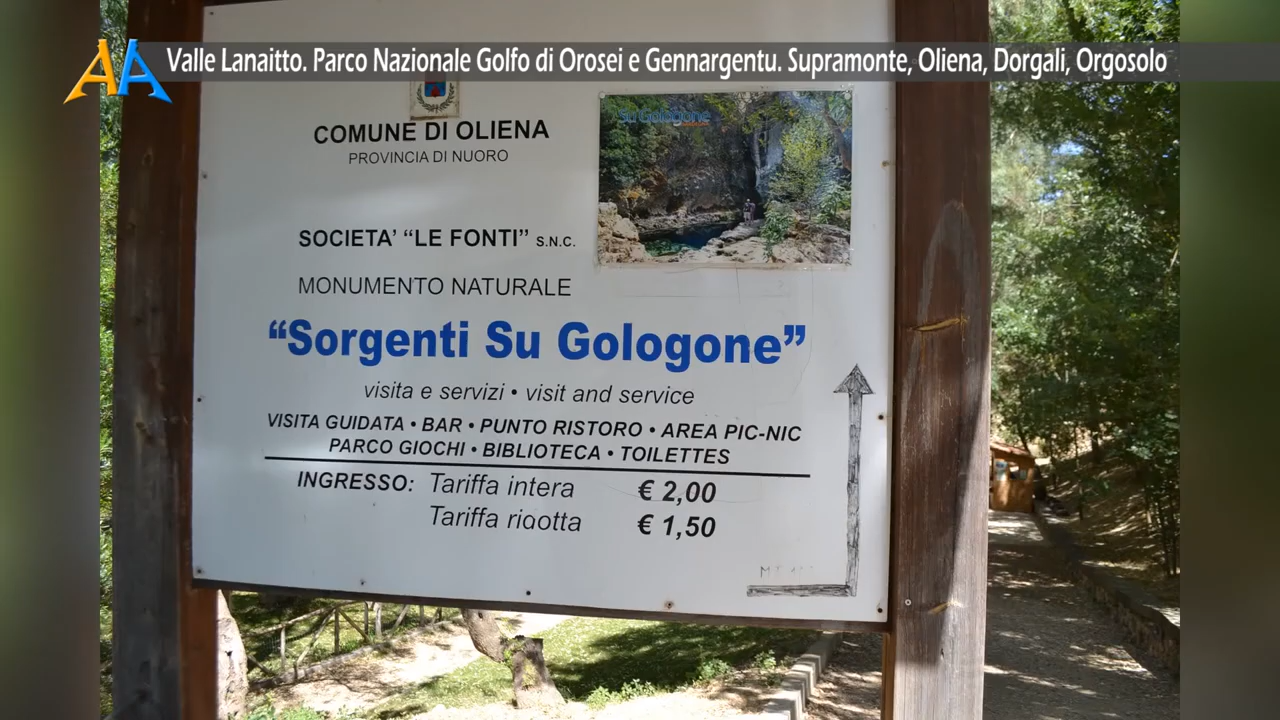 AA
Valle Lanaitto. Parco Nazionale Golfo di Orosei e Gennargentu. Supramonte, Oliena, Dorgali, Orgosolo
COMUNE DI OLIENA
PROVINCIA DI NUORO
Su Gologone
SOCIETA' “LE FONTI” S.N.C.
MONUMENTO NATURALE
“Sorgenti Su Gologone”
visita e servizi • visit and service
VISITA GUIDATA • BAR • PUNTO RISTORO • AREA PIC-NIC
PARCO GIOCHI • BIBLIOTECA • TOILETTES
INGRESSO: Tariffa intera € 2,00
Tariffa ridotta € 1,50